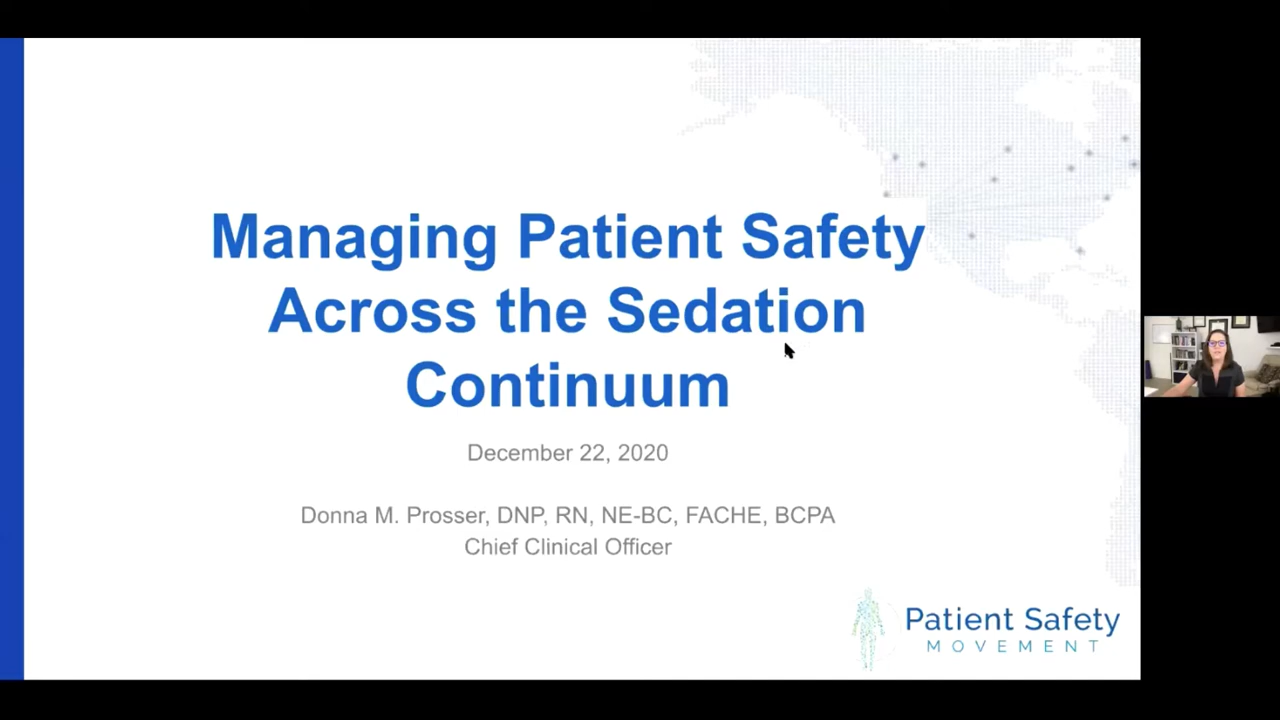 Managing Patient Safety
Across the Sedation
Continuum
December 22, 2020
Donna M. Prosser, DNP, RN, NE-BC, FACHE, BCPA
Chief Clinical Officer
Patient Safety
MOVEMENT